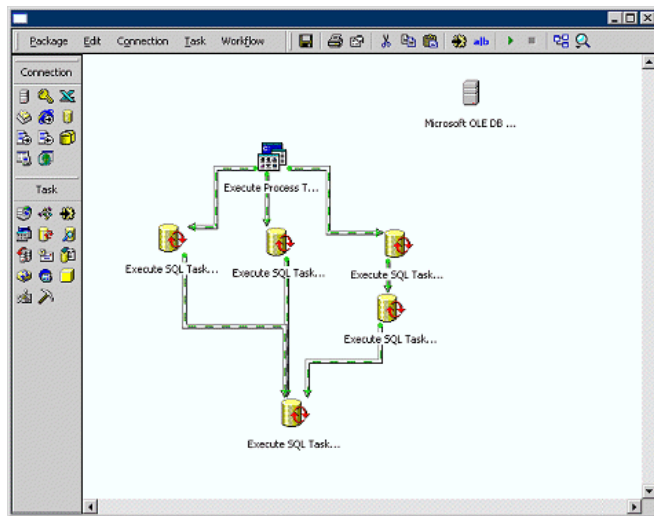 Package Edit Connection Task Workflow
alb
Connection
Microsoft OLE DB ...
Task
Execute Process T...
Execute SQL Task...
Execute SQL Task...
Execute SQL Task...
Execute SQL Task...
Execute SQL Task...